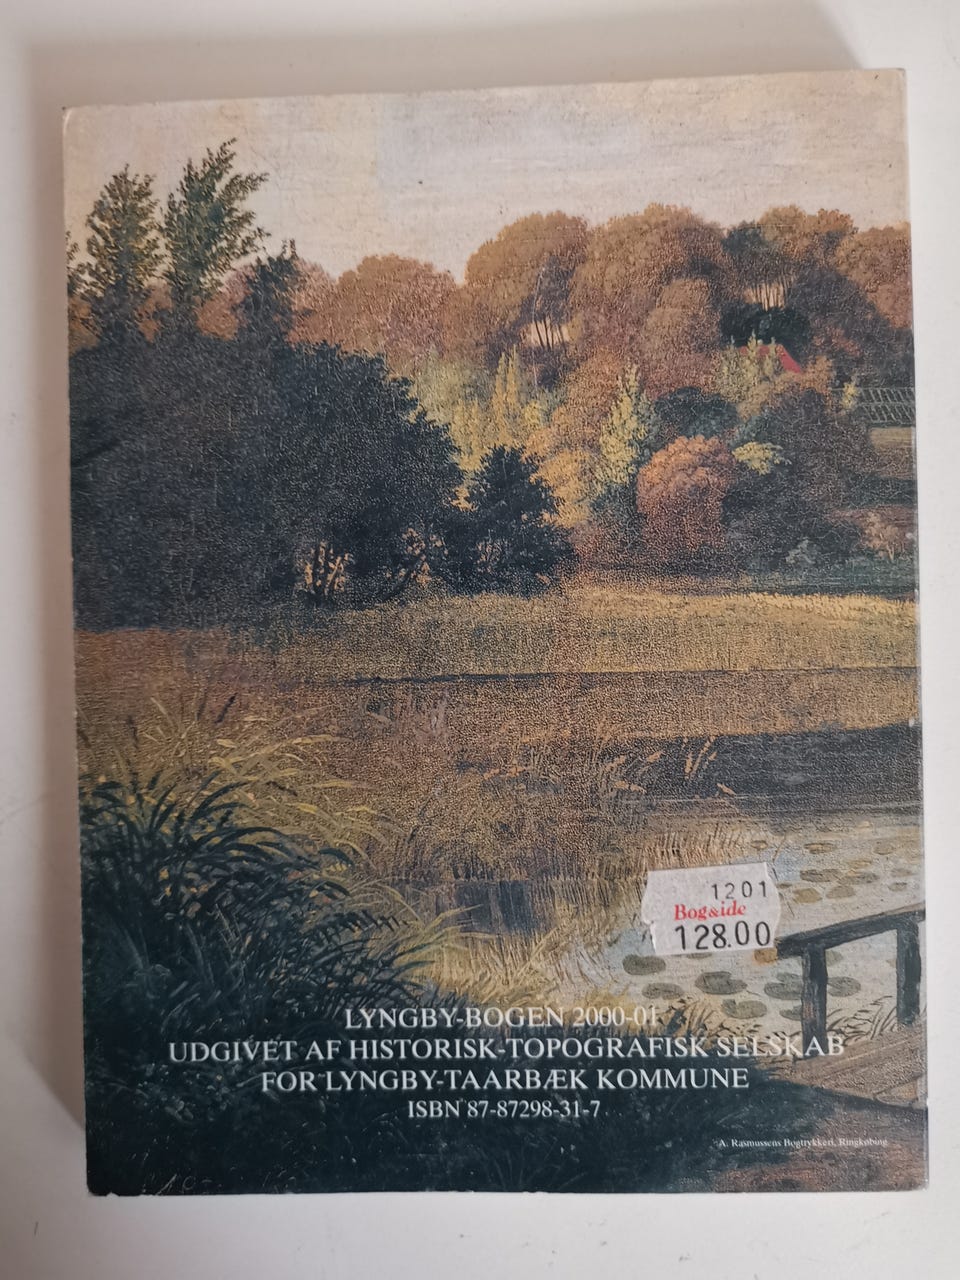 1201
Bog&ide
128.00
LYNGBY-BOGEN 2000-01
UDGIVET AF HISTORISK-TOPOGRAFISK SELSKAB
FOR LYNGBY-TAARBÆK KOMMUNE
ISBN 87-87298-31-7
A. Rasmussens Bogtrykkeri, Ringkøbing